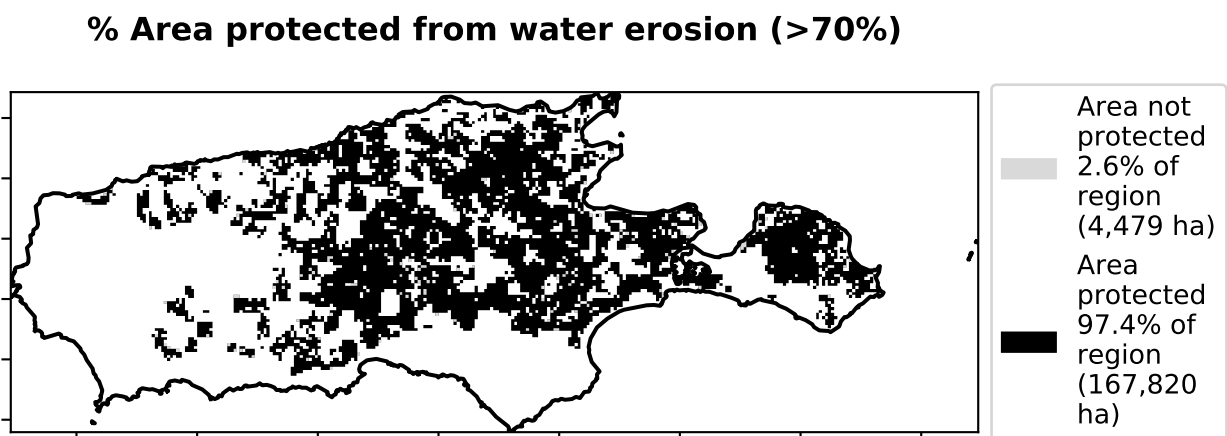 % Area protected from water erosion (>70%)
Area not
protected
2.6% of
region
(4,479 ha)
Area
protected
97.4% of
region
(167,820
ha)